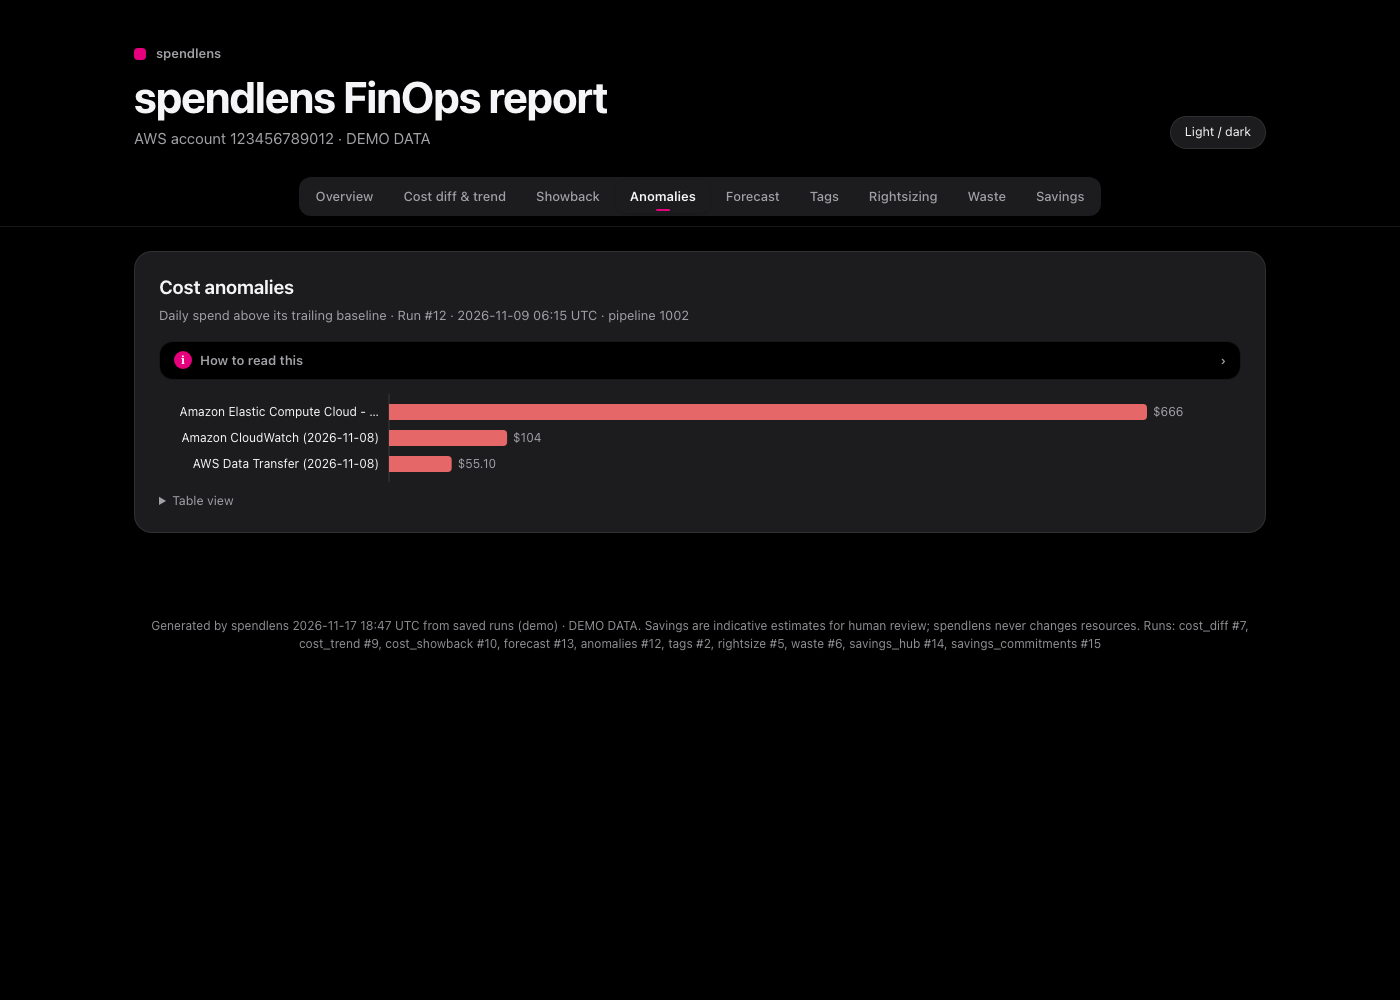 spendlens
spendlens FinOps report
AWS account 123456789012 · DEMO DATA
Light / dark
Overview Cost diff & trend Showback Anomalies Forecast Tags Rightsizing Waste Savings
Cost anomalies
Daily spend above its trailing baseline · Run #12 · 2026-11-09 06:15 UTC · pipeline 1002
i How to read this ›
Amazon Elastic Compute Cloud - … $666
Amazon CloudWatch (2026-11-08) $104
AWS Data Transfer (2026-11-08) $55.10
▶ Table view
Generated by spendlens 2026-11-17 18:47 UTC from saved runs (demo) · DEMO DATA. Savings are indicative estimates for human review; spendlens never changes resources. Runs: cost_diff #7,
cost_trend #9, cost_showback #10, forecast #13, anomalies #12, tags #2, rightsize #5, waste #6, savings_hub #14, savings_commitments #15